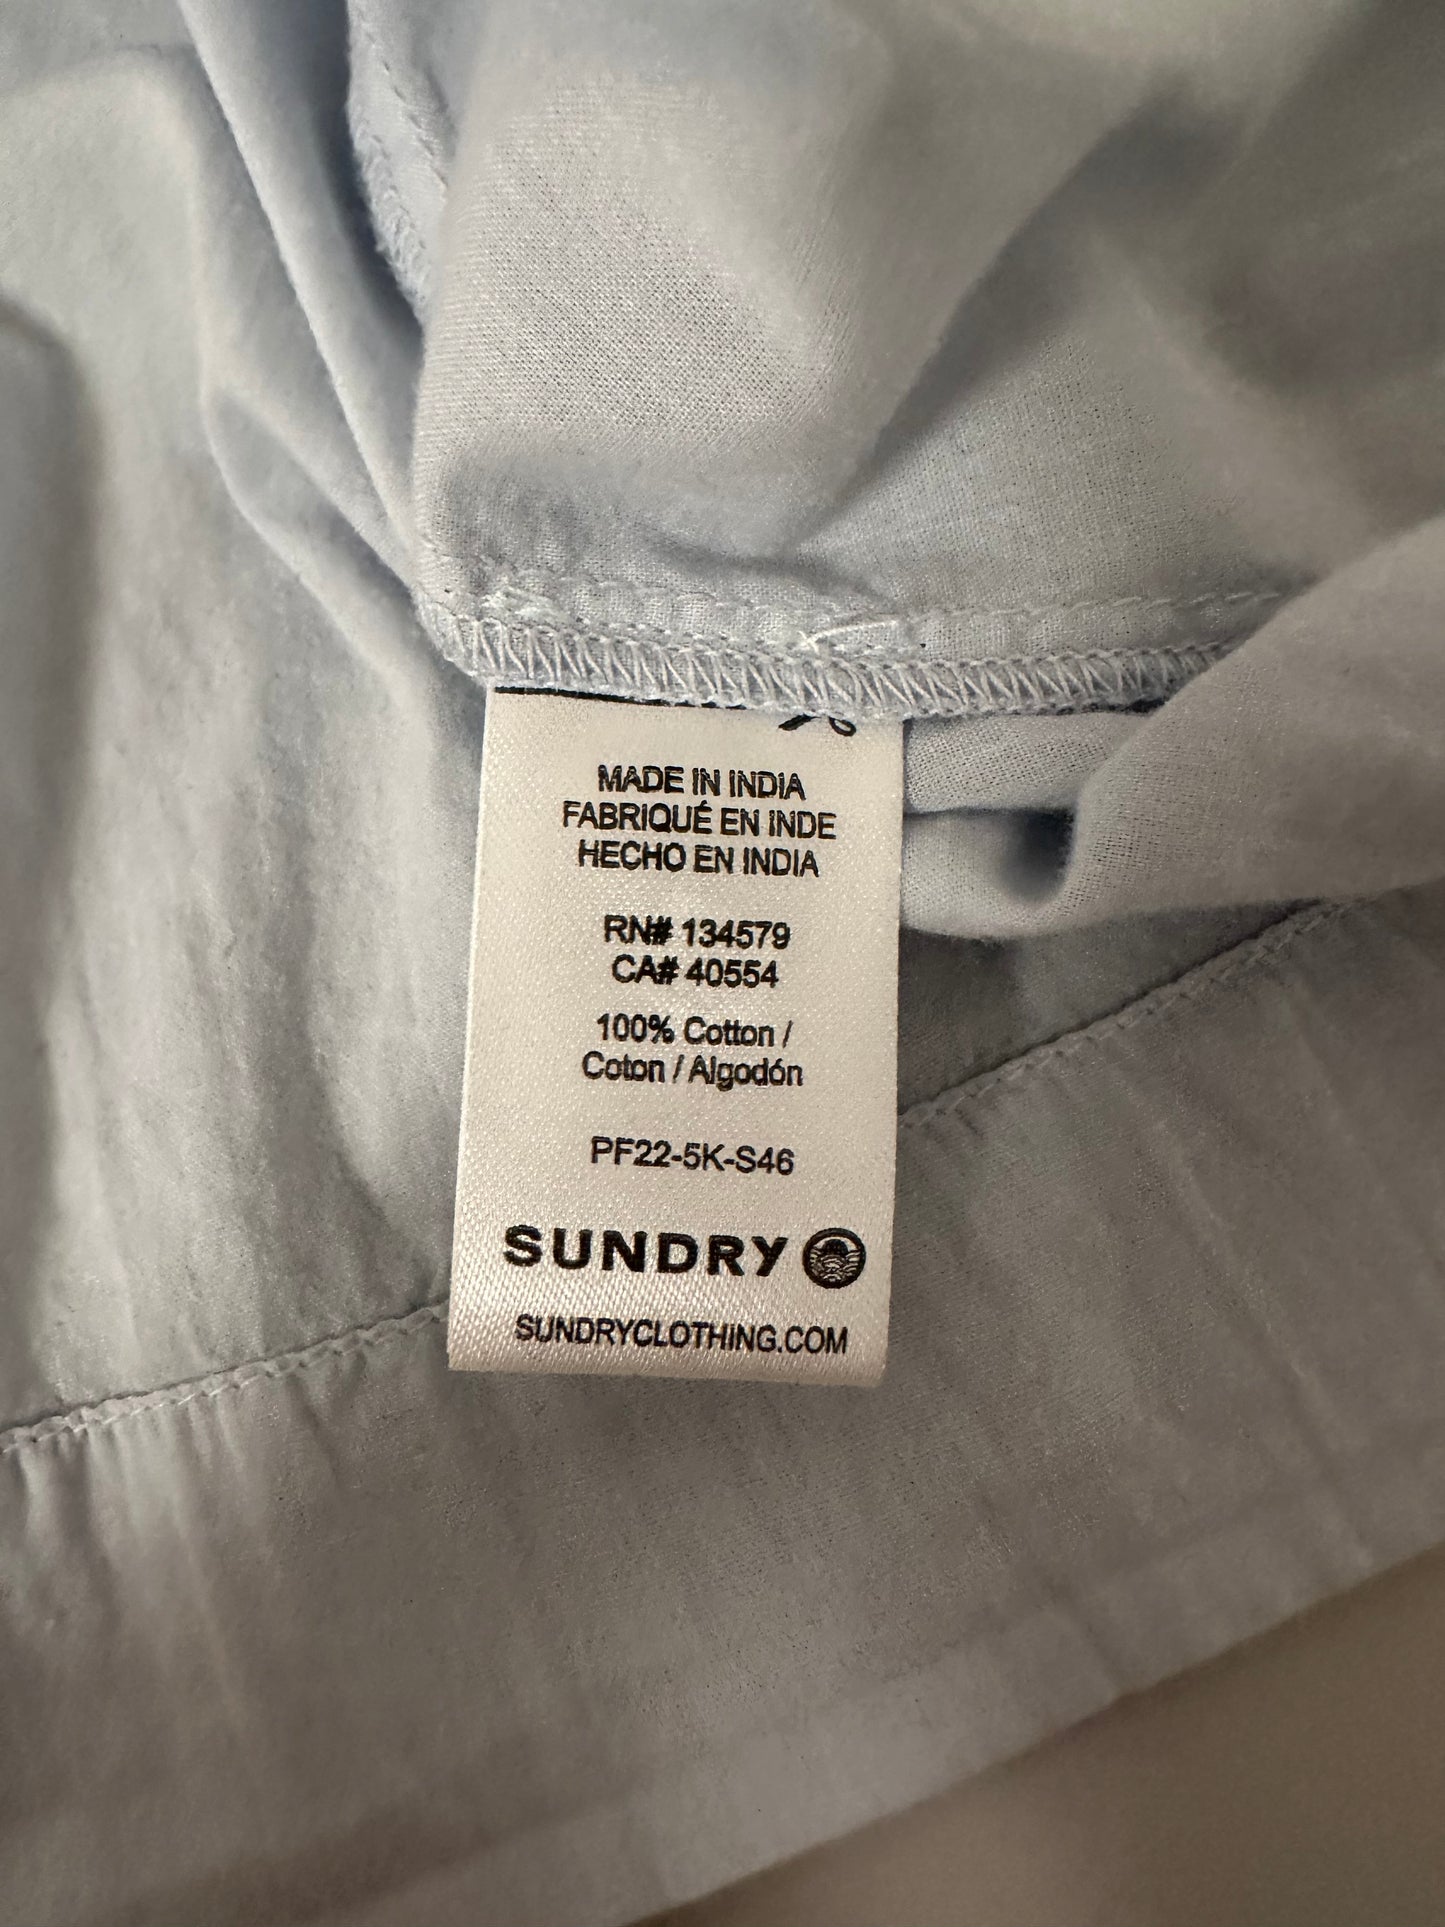 MADE IN INDIA
FABRIQUÉ EN INDE
HECHO EN INDIA
RN# 134579
CA# 40554
100% Cotton /
Coton / Algodón
PF22-5K-S46
SUNDRY
SUNDRYCLOTHING.COM